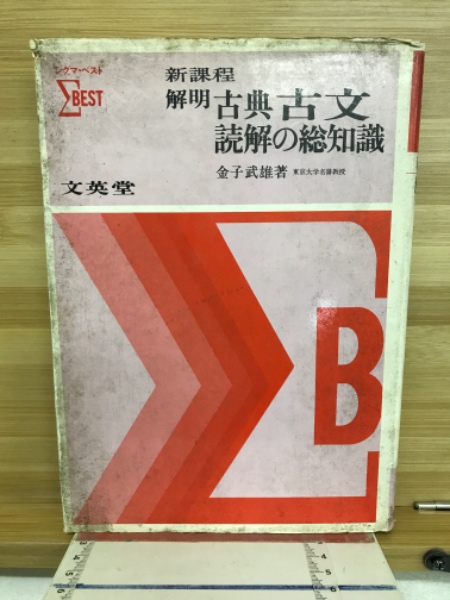 シグマ・ベスト
ΣBEST
新課程
解明古典古文
読解の総知識
金子武雄著 東京大学名誉教授
文英堂
ΣB